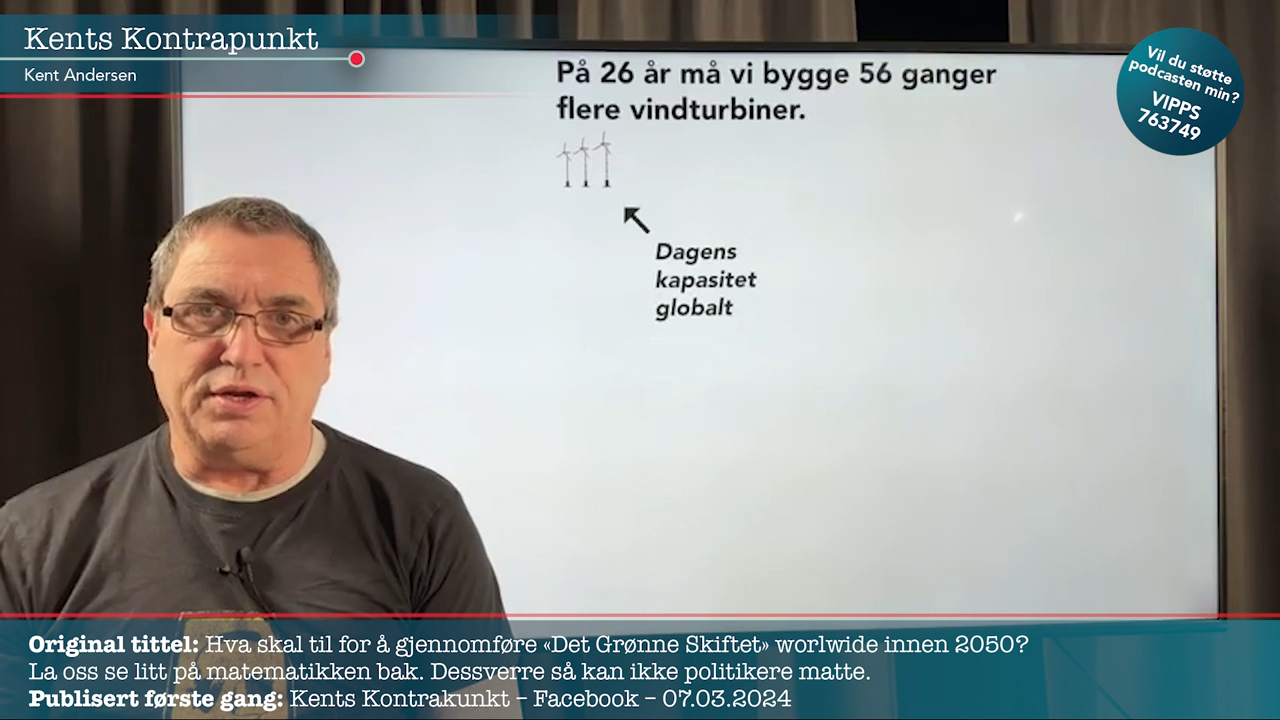 Kents Kontrapunkt
Kent Andersen
Vil du støtte
podcasten min?
VIPPS
763749
På 26 år må vi bygge 56 ganger
flere vindturbiner.
Dagens
kapasitet
globalt
Original tittel: Hva skal til for å gjennomføre «Det Grønne Skiftet» worlwide innen 2050?
La oss se litt på matematikken bak. Dessverre så kan ikke politikere matte.
Publisert første gang: Kents Kontrakunkt – Facebook – 07.03.2024